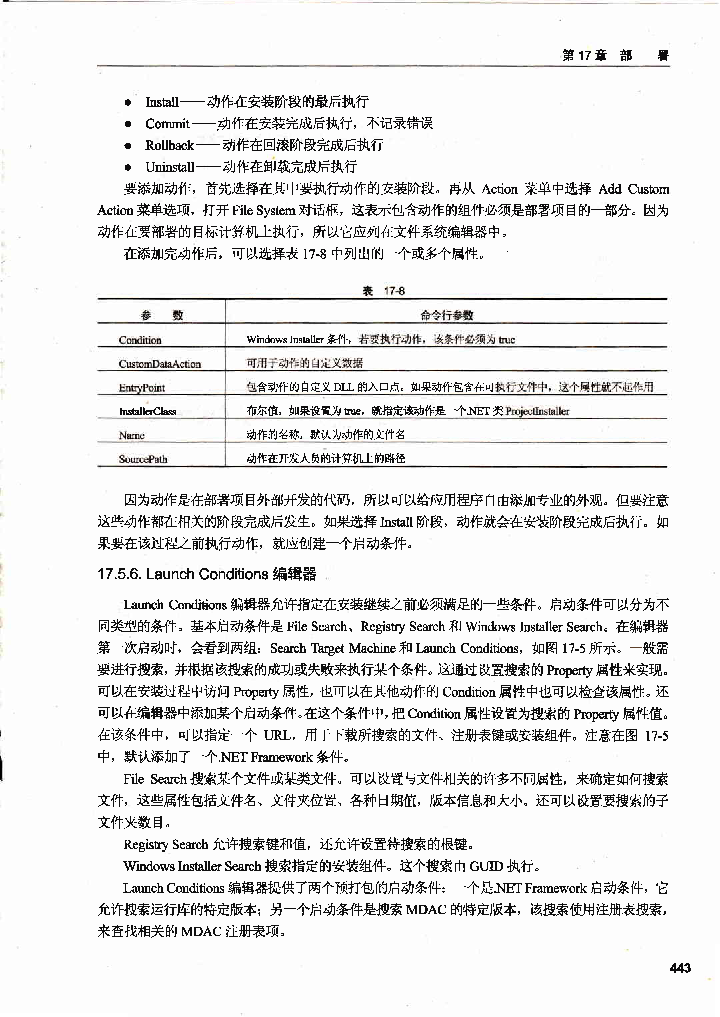 第 17 章 部 署
● Install——动作在安装阶段的最后执行
● Commit——动作在安装完成后执行，不记录错误
● Rollback——动作在回滚阶段完成后执行
● Uninstall——动作在卸载完成后执行
要添加动作，首先选择在其中要执行动作的安装阶段。再从 Action 菜单中选择 Add Custom
Action 菜单选项，打开 File System 对话框，这表示包含动作的组件必须是部署项目的一部分。因为
动作在要部署的目标计算机上执行，所以它应列在文件系统编辑器中。
在添加完动作后，可以选择表 17-8 中列出的一个或多个属性。
表 17-8
参 数 命令行参数
Condition Windows Installer 条件，若要执行动作，该条件必须为 true
CustomDataAction 可用于动作的自定义数据
EntryPoint 包含动作的自定义 DLL 的入口点，如果动作包含在可执行文件中，这个属性就不起作用
InstallerClass 布尔值，如果设置为 true，就指定该动作是一个.NET 类 ProjectInstaller
Name 动作的名称，默认为动作的文件名
SourcePath 动作在开发人员的计算机上的路径
因为动作是在部署项目外部开发的代码，所以可以给应用程序自由添加专业的外观。但要注意
这些动作都在相关的阶段完成后发生。如果选择 Install 阶段，动作就会在安装阶段完成后执行。如
果要在该过程之前执行动作，就应创建一个启动条件。
17.5.6. Launch Conditions 编辑器
Launch Conditions 编辑器允许指定在安装继续之前必须满足的一些条件。启动条件可以分为不
同类型的条件。基本启动条件是 File Search、Registry Search 和 Windows Installer Search。在编辑器
第一次启动时，会看到两组：Search Target Machine 和 Launch Conditions，如图 17-5 所示。一般需
要进行搜索，并根据该搜索的成功或失败来执行某个条件。这通过设置搜索的 Property 属性来实现。
可以在安装过程中访问 Property 属性，也可以在其他动作的 Condition 属性中也可以检查该属性。还
可以在编辑器中添加某个启动条件。在这个条件中，把 Condition 属性设置为搜索的 Property 属性值。
在该条件中，可以指定一个 URL，用于下载所搜索的文件、注册表键或安装组件。注意在图 17-5
中，默认添加了一个.NET Framework 条件。
File Search 搜索某个文件或某类文件。可以设置与文件相关的许多不同属性，来确定如何搜索
文件，这些属性包括文件名、文件夹位置、各种日期值，版本信息和大小。还可以设置要搜索的子
文件夹数目。
Registry Search 允许搜索键和值，还允许设置待搜索的根键。
Windows Installer Search 搜索指定的安装组件。这个搜索由 GUID 执行。
Launch Conditions 编辑器提供了两个预打包的启动条件：一个是.NET Framework 启动条件，它
允许搜索运行库的特定版本；另一个启动条件是搜索 MDAC 的特定版本，该搜索使用注册表搜索，
来查找相关的 MDAC 注册表项。
443